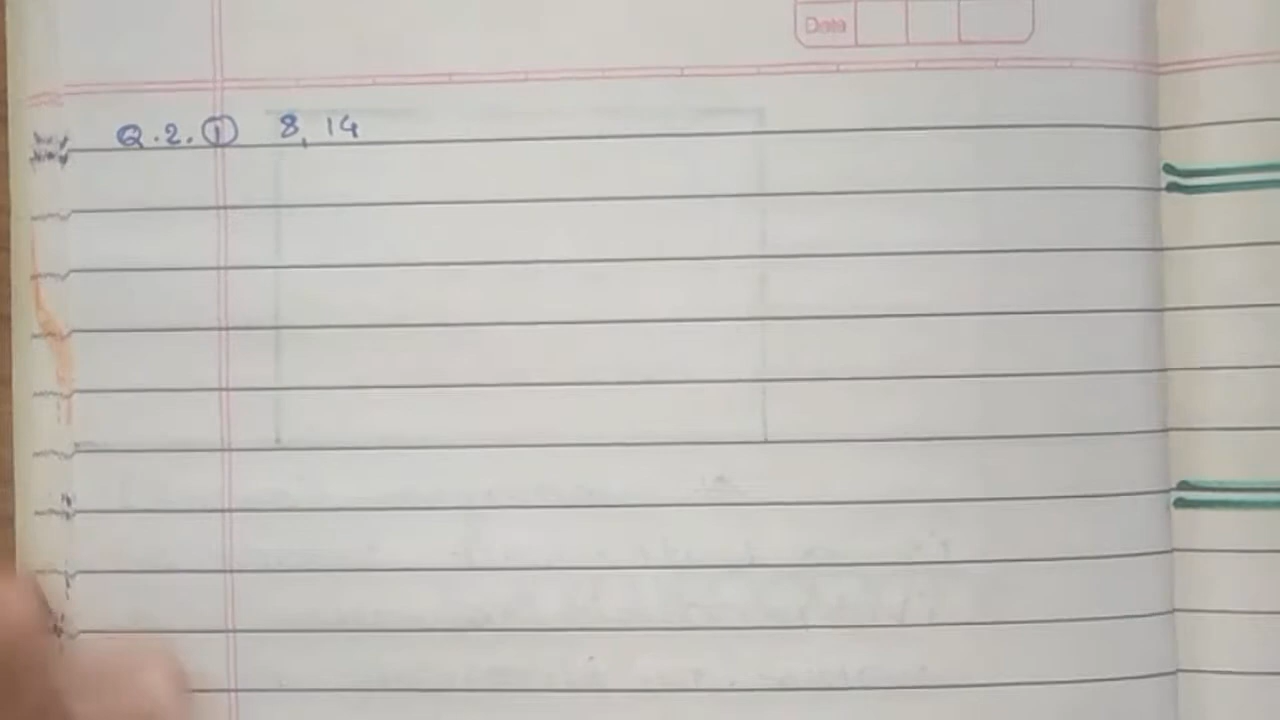 Date
Q.2. ① 8, 14